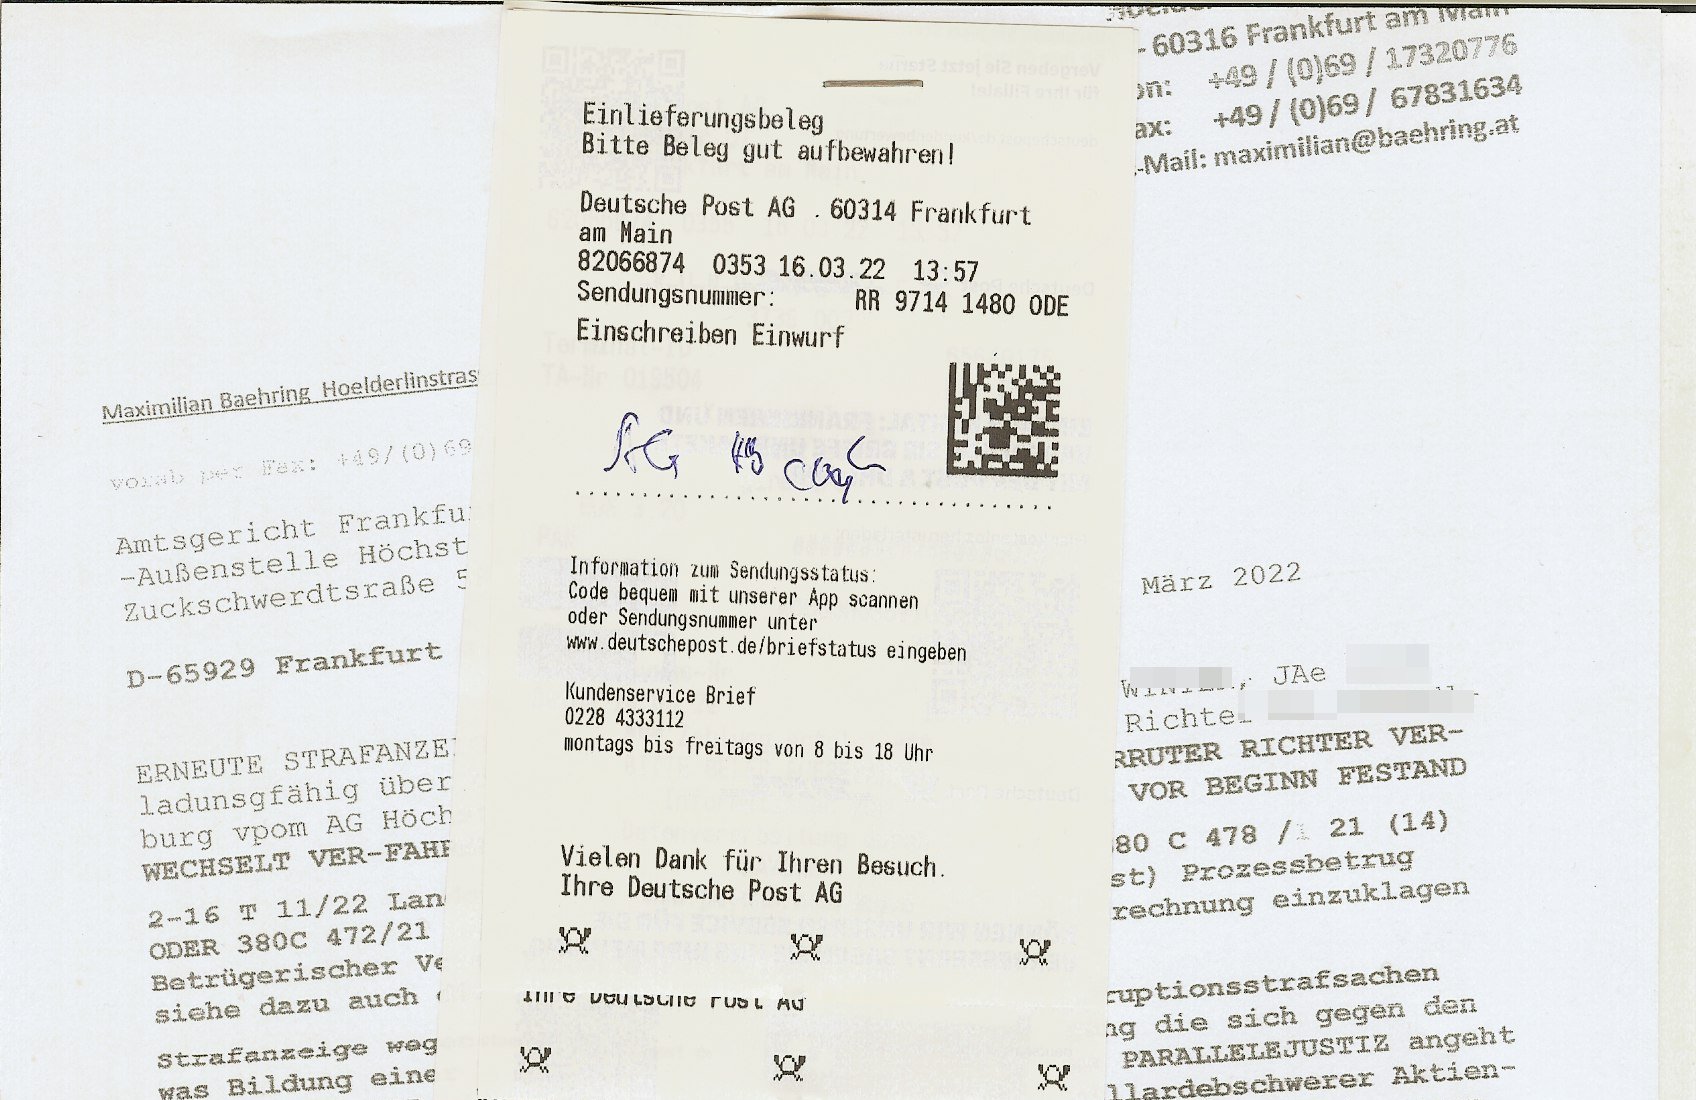 60316 Frankfurt am Main
on: +49 / (0)69 / 17320776
ax: +49 / (0)69 / 67831634
-Mail: maximilian@baehring.at
Einlieferungsbeleg
Bitte Beleg gut aufbewahren!
Deutsche Post AG . 60314 Frankfurt
am Main
82066874 0353 16.03.22 13:57
Sendungsnummer: RR 9714 1480 0DE
Einschreiben Einwurf
Information zum Sendungsstatus:
Code bequem mit unserer App scannen
oder Sendungsnummer unter
www.deutschepost.de/briefstatus eingeben
Kundenservice Brief
0228 4333112
montags bis freitags von 8 bis 18 Uhr
Vielen Dank für Ihren Besuch.
Ihre Deutsche Post AG
Ihre Deutsche Post AG
Maximilian Baehring Hoelderlinstras
vorab per Fax: +49/(0)69
Amtsgericht Frankfu
-Außenstelle Höchst
Zuckschwerdtsraße 5
D-65929 Frankfurt
März 2022
JAe
Richte
ERNEUTE STRAFANZE
ladunsgfähig über
burg vpom AG Höch
WECHSELT VER-FAHR
2-16 T 11/22 Lan
ODER 380C 472/21
Betrügerischer Ve
siehe dazu auch
Strafanzeige weg
was Bildung eine
RRUTER RICHTER VER-
VOR BEGINN FESTAND
80 C 478 / 21 (14)
st) Prozessbetrug
rechnung einzuklagen
ruptionsstrafsachen
ng die sich gegen den
PARALLELEJUSTIZ angeht
llardebschwerer Aktien-